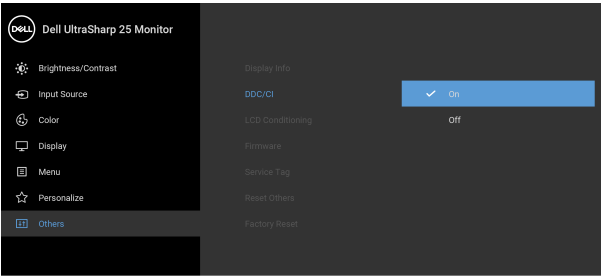 DELL
Dell UltraSharp 25 Monitor
Brightness/Contrast
Input Source
Color
Display
Menu
Personalize
Others
Display Info
DDC/CI
LCD Conditioning
Firmware
Service Tag
Reset Others
Factory Reset
On
Off